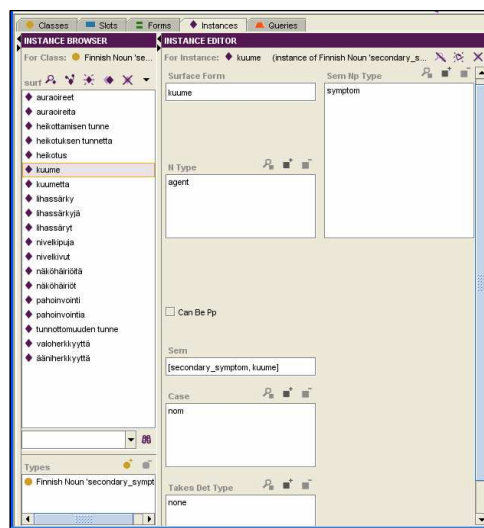 Classes Slots Forms Instances Queries
INSTANCE BROWSER
For Class: Finnish Noun 'se...
surf
auraoireet
auraoireita
heikottamisen tunne
heikotuksen tunnetta
heikotus
kuume
kuumetta
lihassärky
lihassärkyjä
lihassäryt
nivelkipuja
nivelkivut
näköhäiriöitä
näköhäiriöt
pahoinvointi
pahoinvointia
tunnottomuuden tunne
valoherkkyyttä
ääniherkkyyttä
Types
Finnish Noun 'secondary_sympt
INSTANCE EDITOR
For Instance: kuume (instance of Finnish Noun 'secondary_s...
Surface Form
kuume
Sem Np Type
symptom
N Type
agent
Can Be Pp
Sem
[secondary_symptom, kuume]
Case
nom
Takes Det Type
none